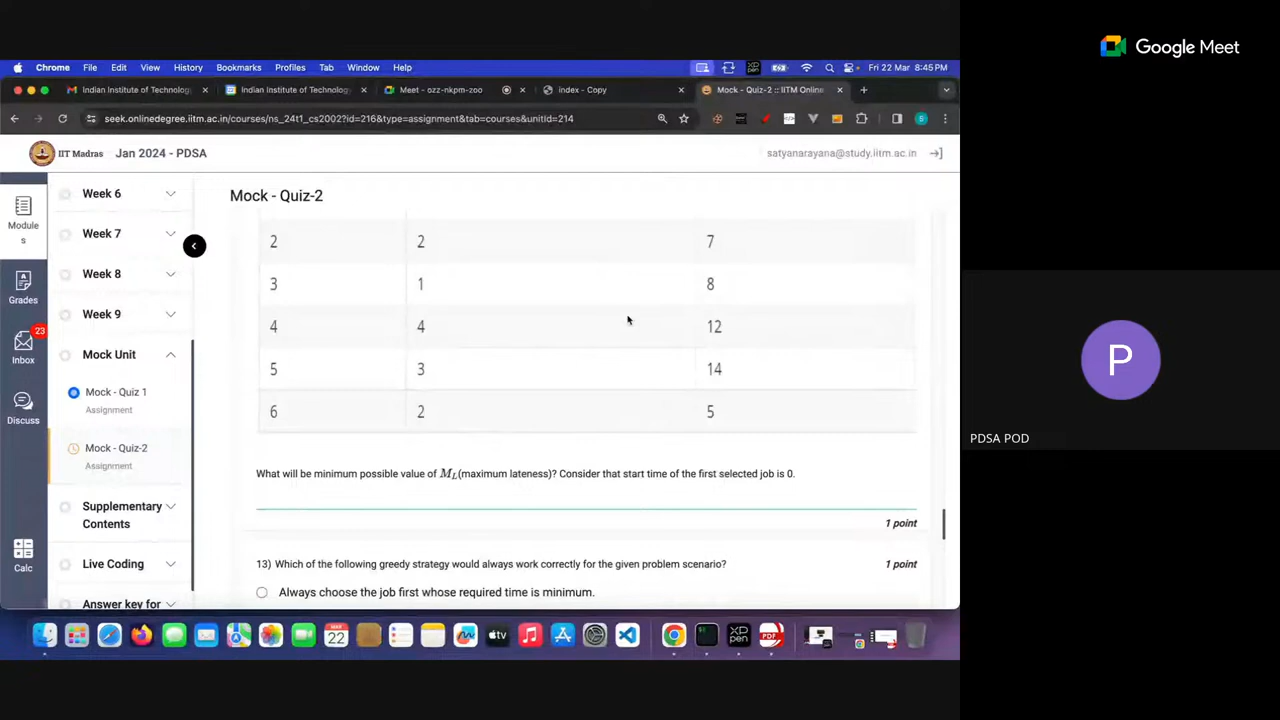 Google Meet
Chrome File Edit View History Bookmarks Profiles Tab Window Help Fri 22 Mar 8:45 PM
Indian Institute of Technolog Indian Institute of Technolog Meet - ozz-nkpm-zoo index - Copy Mock - Quiz-2 :: IITM Online
seek.onlinedegree.iitm.ac.in/courses/ns_24t1_cs2002?id=216&type=assignment&tab=courses&unitId=214
IIT Madras Jan 2024 - PDSA satyanarayana@study.iitm.ac.in
Module
s
Grades
23
Inbox
Discuss
Calc
Week 6
Week 7
Week 8
Week 9
Mock Unit
Mock - Quiz 1
Assignment
Mock - Quiz-2
Assignment
Supplementary
Contents
Live Coding
Answer key for
Mock - Quiz-2
2 2 7
3 1 8
4 4 12
5 3 14
6 2 5
What will be minimum possible value of M_L(maximum lateness)? Consider that start time of the first selected job is 0.
1 point
13) Which of the following greedy strategy would always work correctly for the given problem scenario? 1 point
Always choose the job first whose required time is minimum.
P
PDSA POD